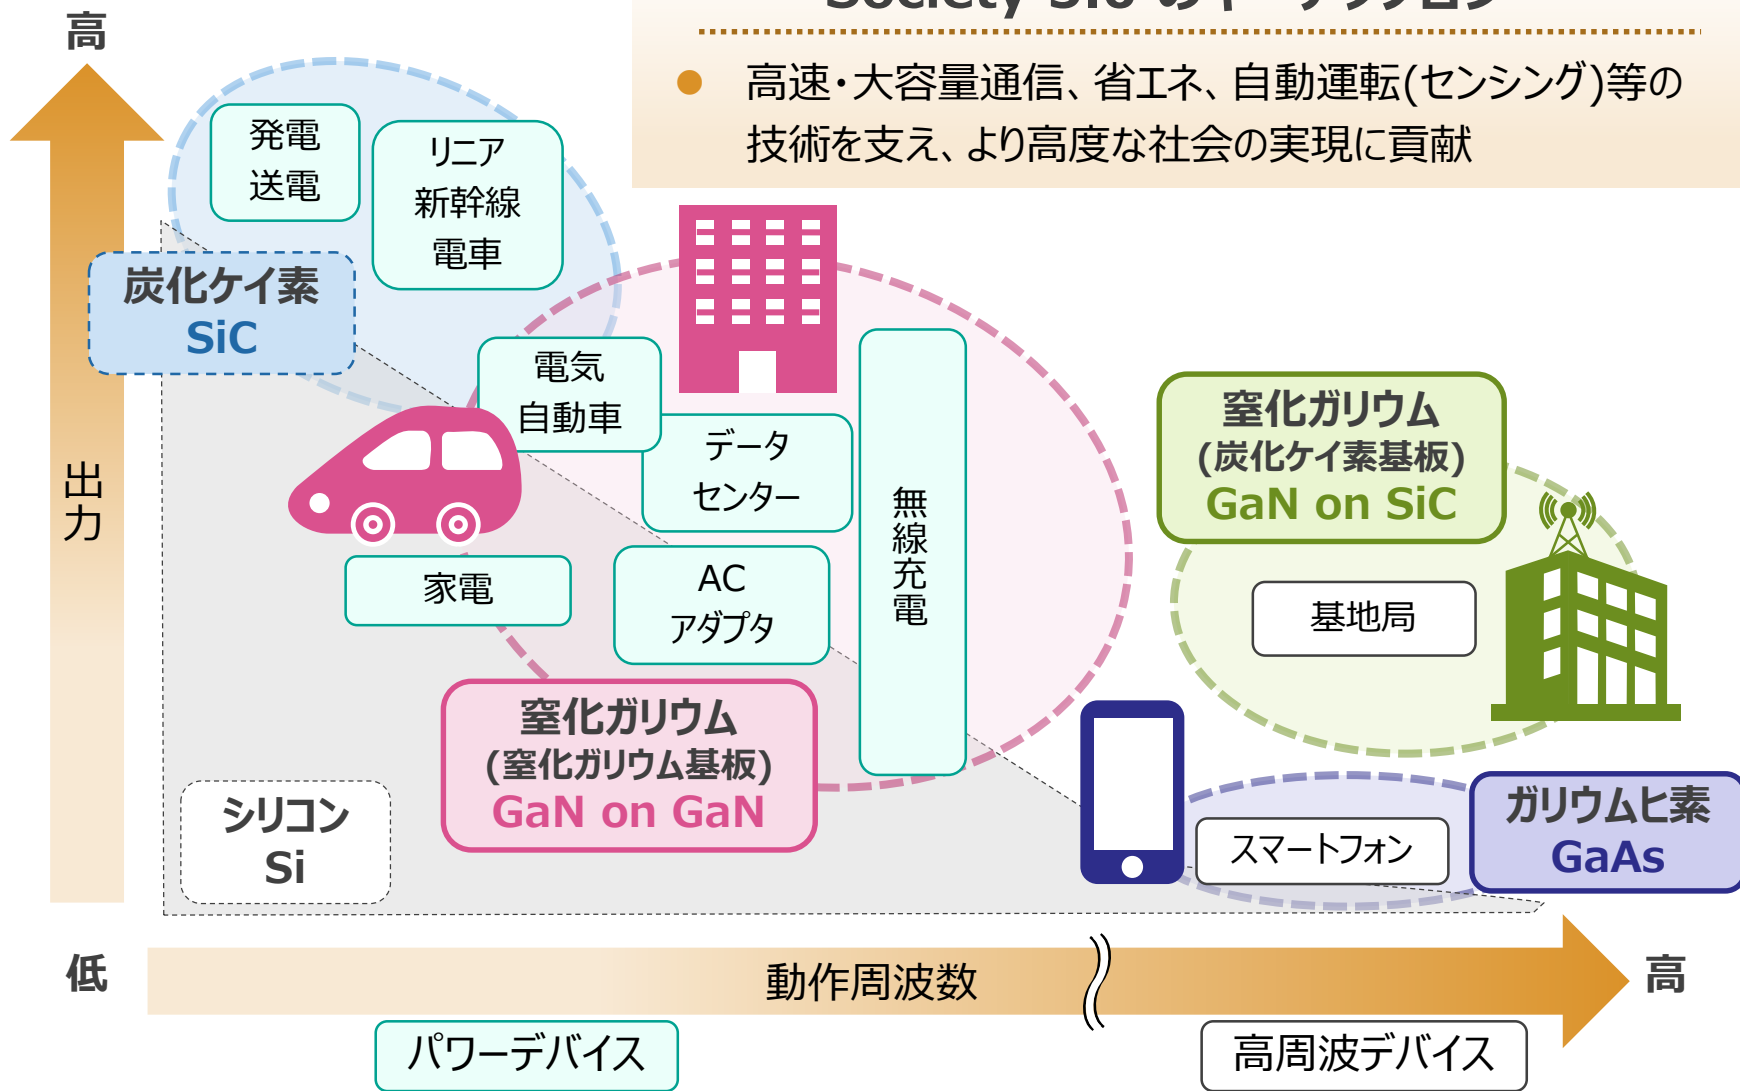 高速・大容量通信、省エネ、自動運転(センシング)等の
技術を支え、より高度な社会の実現に貢献
高
出力
発電
送電
リニア
新幹線
電車
炭化ケイ素
SiC
電気
自動車
データ
センター
無線充電
家電
AC
アダプタ
窒化ガリウム
(炭化ケイ素基板)
GaN on SiC
基地局
窒化ガリウム
(窒化ガリウム基板)
GaN on GaN
シリコン
Si
スマートフォン
ガリウムヒ素
GaAs
低
動作周波数
高
パワーデバイス
高周波デバイス